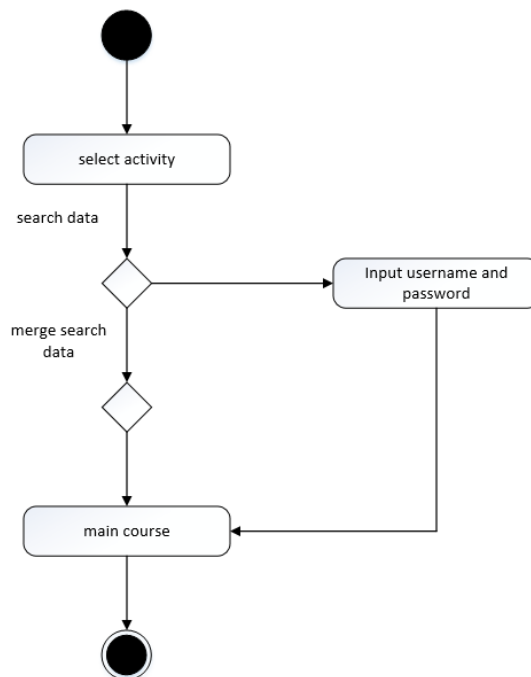 select activity
search data
Input username and
password
merge search
data
main course